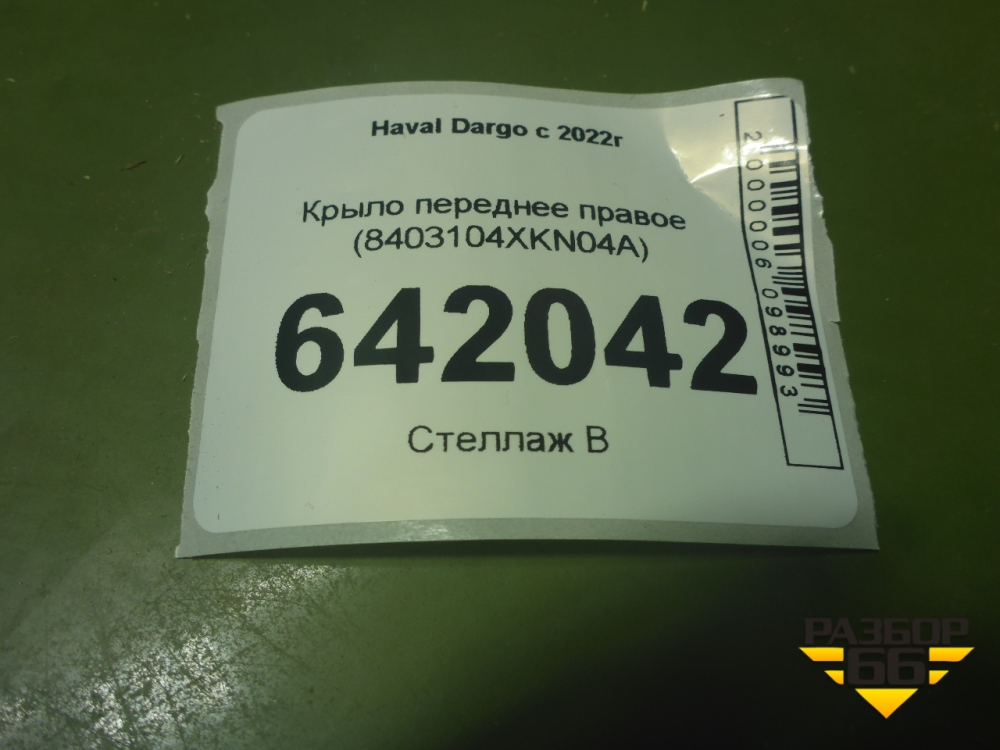 Haval Dargo с 2022г
Крыло переднее правое
(8403104XKN04A)
642042
Стеллаж В
2000006098993
РАЗБОР
66